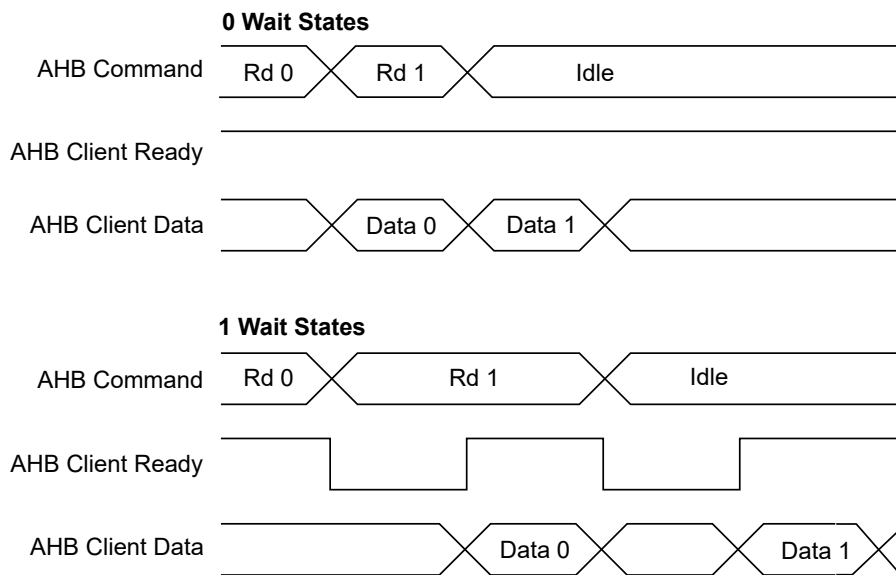 0 Wait States
AHB Command Rd 0 Rd 1 Idle
AHB Client Ready
AHB Client Data Data 0 Data 1
1 Wait States
AHB Command Rd 0 Rd 1 Idle
AHB Client Ready
AHB Client Data Data 0 Data 1